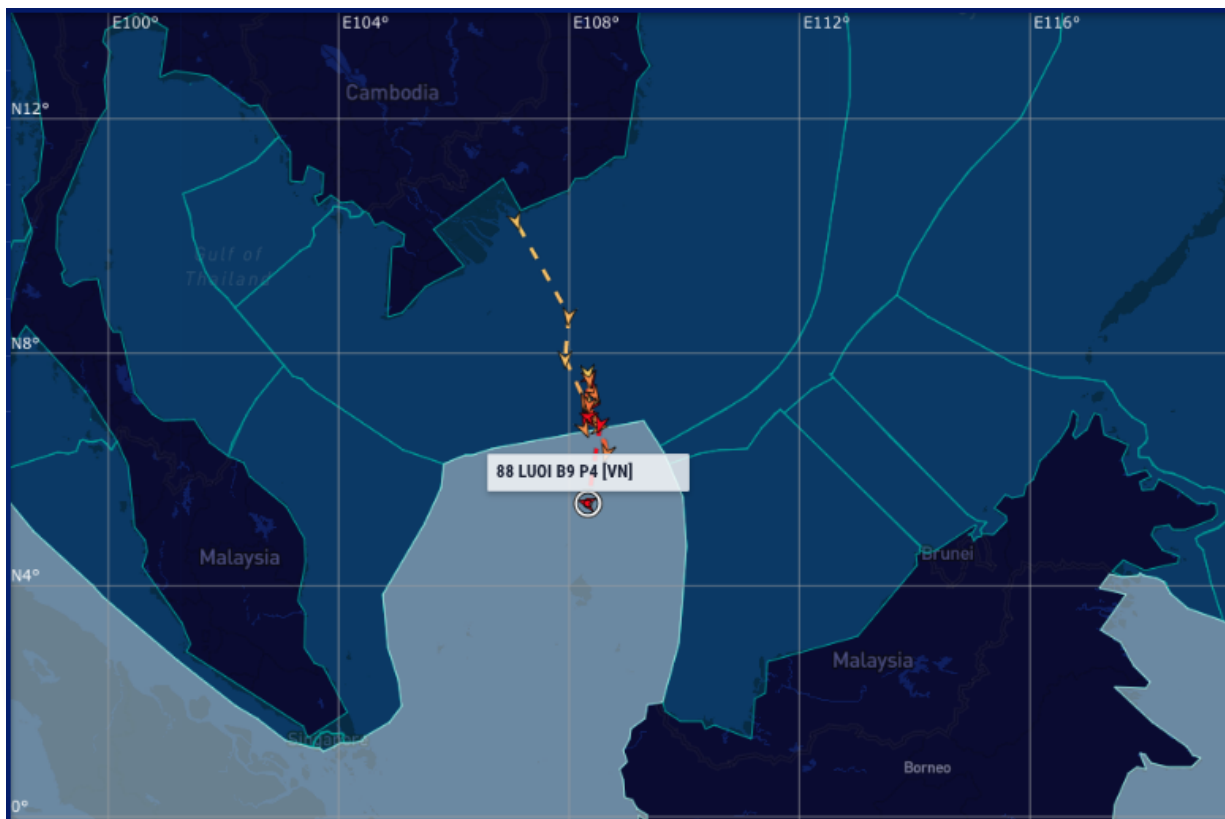 E100° E104° E108° E112° E116°
N12°
Cambodia
Gulf of
Thailand
N8°
88 LUOI B9 P4 [VN]
Malaysia
Brunei
N4°
Malaysia
Singapore
Borneo
0°